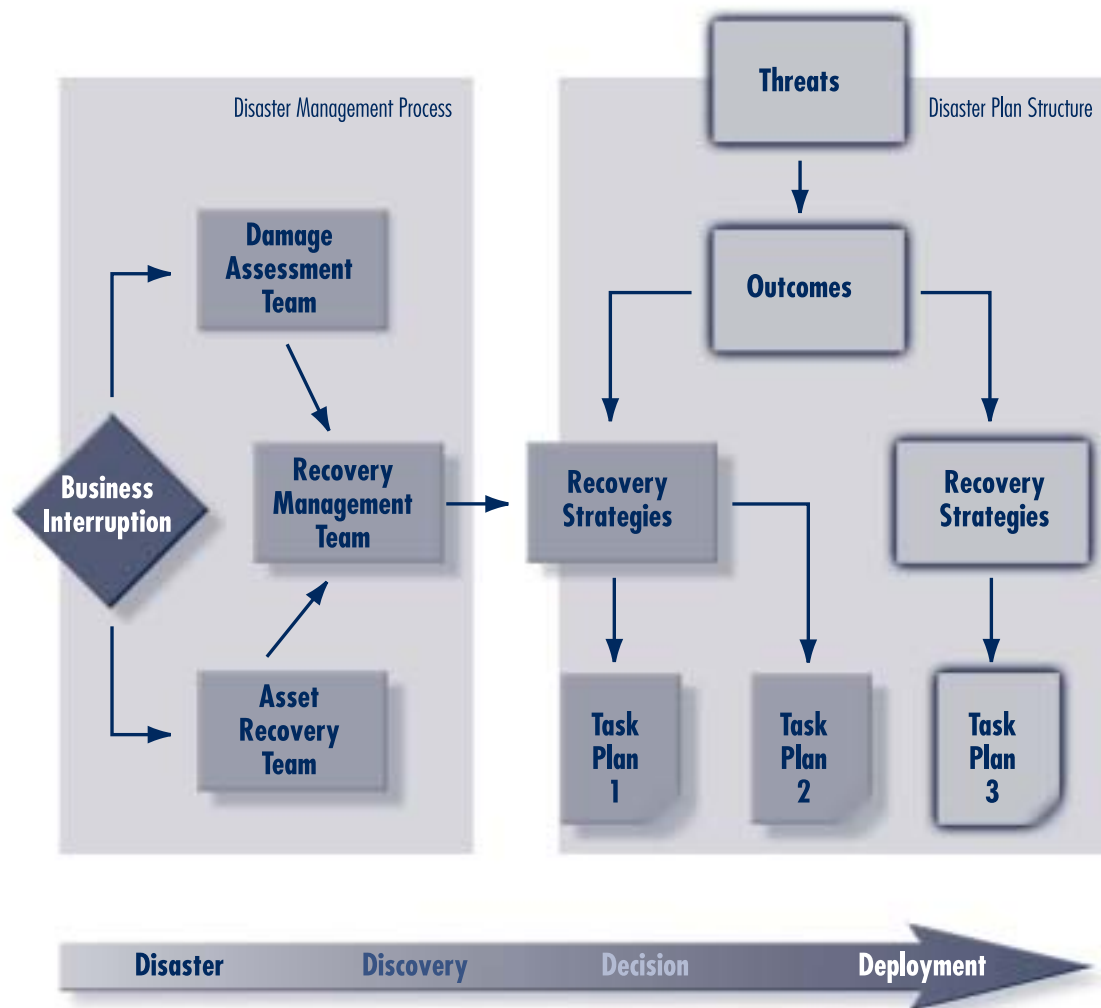 Disaster Management Process
Damage
Assessment
Team
Business
Interruption
Recovery
Management
Team
Asset
Recovery
Team
Threats
Disaster Plan Structure
Outcomes
Recovery
Strategies
Recovery
Strategies
Task
Plan
1
Task
Plan
2
Task
Plan
3
Disaster
Discovery
Decision
Deployment